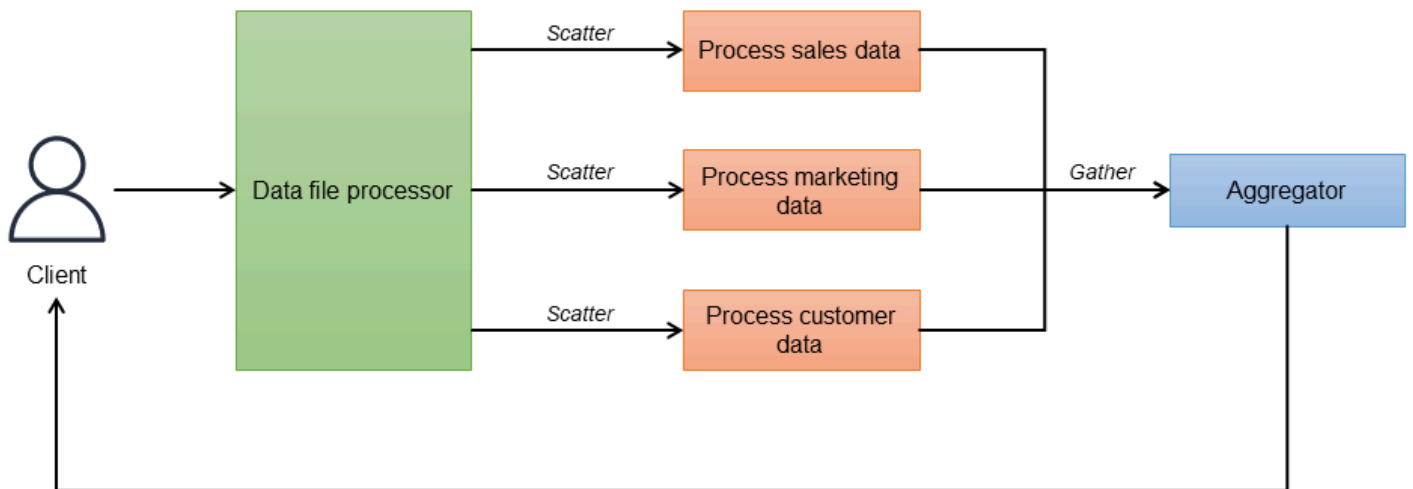 Scatter
Process sales data
Client
Data file processor
Scatter
Process marketing
data
Gather
Aggregator
Scatter
Process customer
data